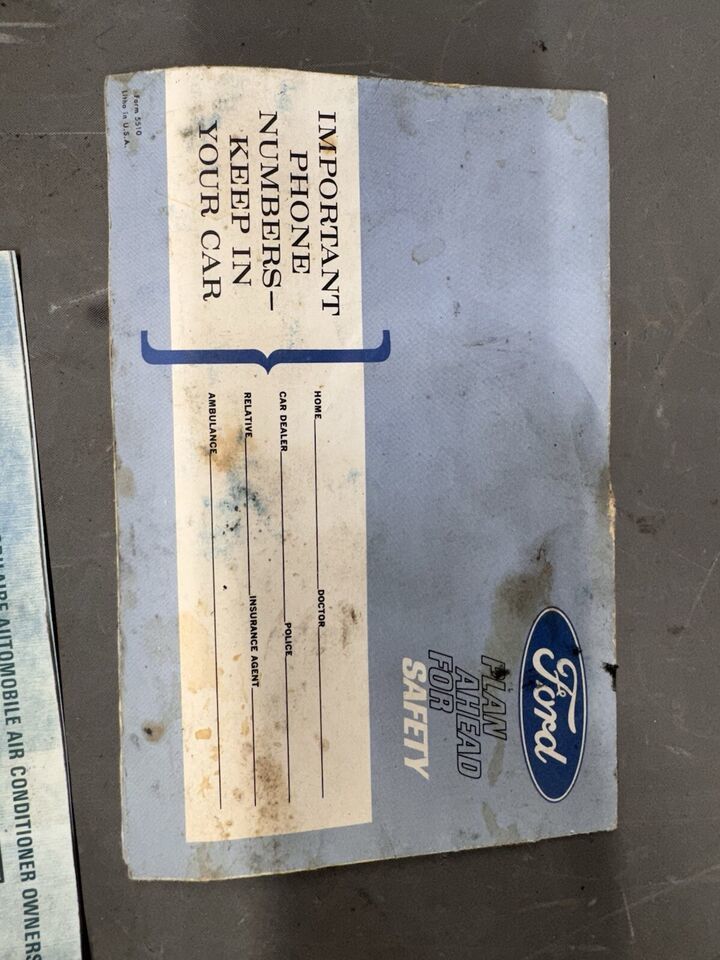 Ford
PLAN
AHEAD
FOR
SAFETY
IMPORTANT
PHONE
NUMBERS–
KEEP IN
YOUR CAR
HOME DOCTOR
CAR DEALER POLICE
RELATIVE INSURANCE AGENT
AMBULANCE
Form 5510
Litho in U.S.A.
AUTOMOBILE AIR CONDITIONER OWNERS